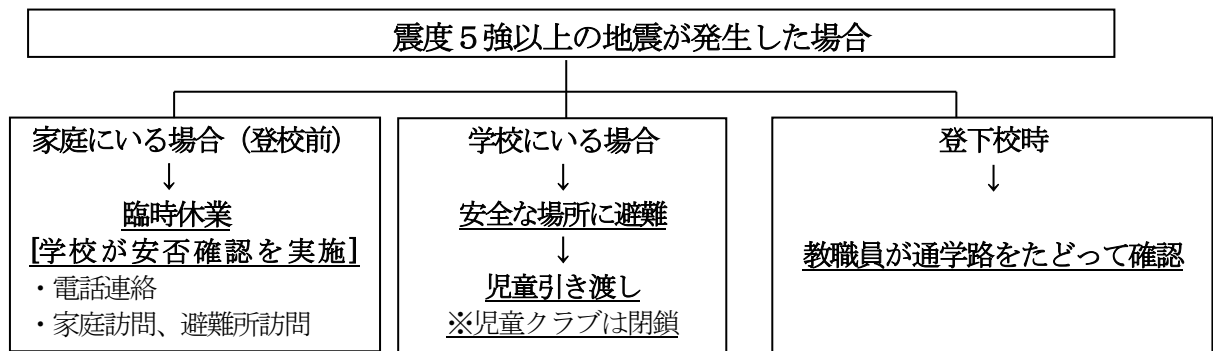 震度５強以上の地震が発生した場合
家庭にいる場合（登校前）
↓
臨時休業
[学校が安否確認を実施]
・電話連絡
・家庭訪問、避難所訪問
学校にいる場合
↓
安全な場所に避難
↓
児童引き渡し
※児童クラブは閉鎖
登下校時
↓
教職員が通学路をたどって確認